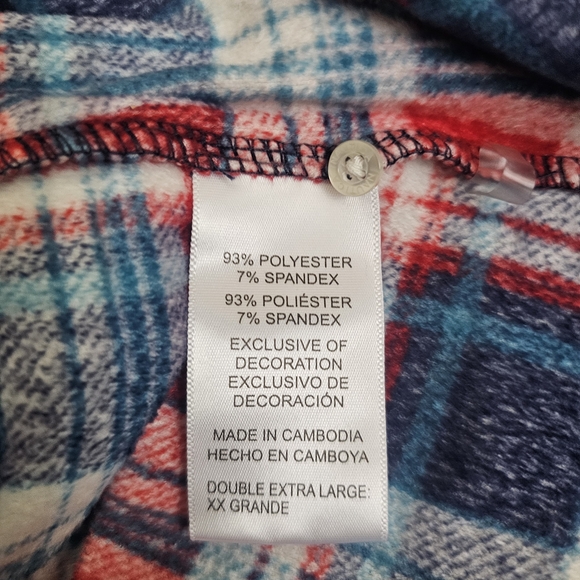 93% POLYESTER
7% SPANDEX
93% POLIÉSTER
7% SPANDEX
EXCLUSIVE OF
DECORATION
EXCLUSIVO DE
DECORACIÓN
MADE IN CAMBODIA
HECHO EN CAMBOYA
DOUBLE EXTRA LARGE:
XX GRANDE